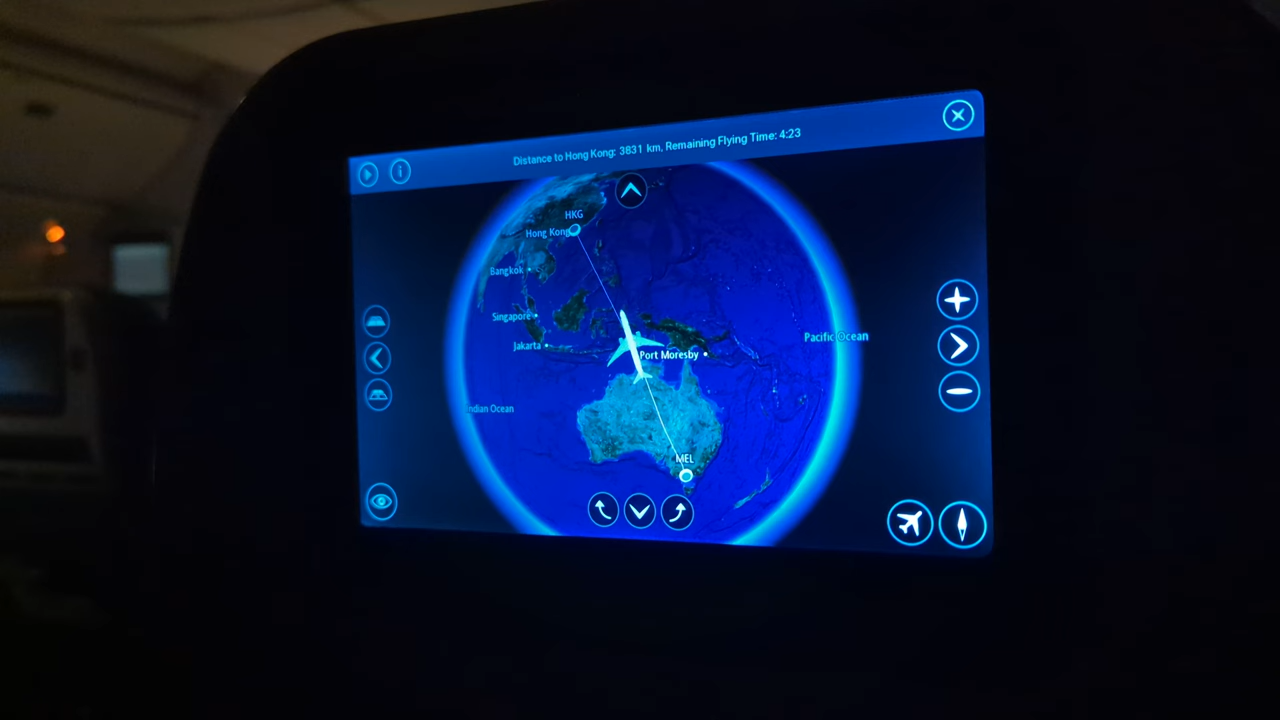 Distance to Hong Kong: 3831 km, Remaining Flying Time: 4:23
HKG
Hong Kong
Bangkok
Singapore
Jakarta
Port Moresby
Pacific Ocean
Indian Ocean
MEL